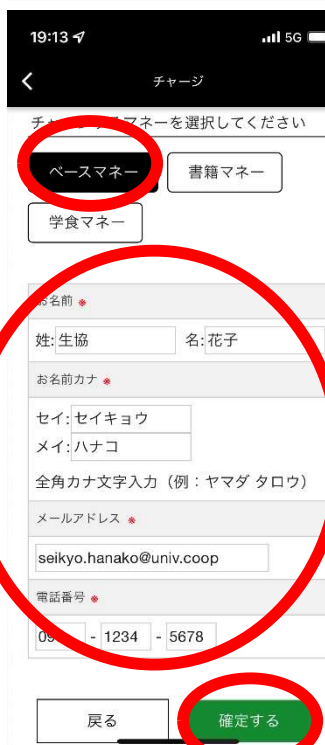 19:13 5G
チャージ
チャージするマネーを選択してください
ベースマネー 書籍マネー
学食マネー
お名前 ※
姓: 生協 名: 花子
お名前カナ ※
セイ: セイキョウ
メイ: ハナコ
全角カナ文字入力（例：ヤマダ タロウ）
メールアドレス ※
seikyo.hanako@univ.coop
電話番号 ※
- 1234 - 5678
戻る 確定する